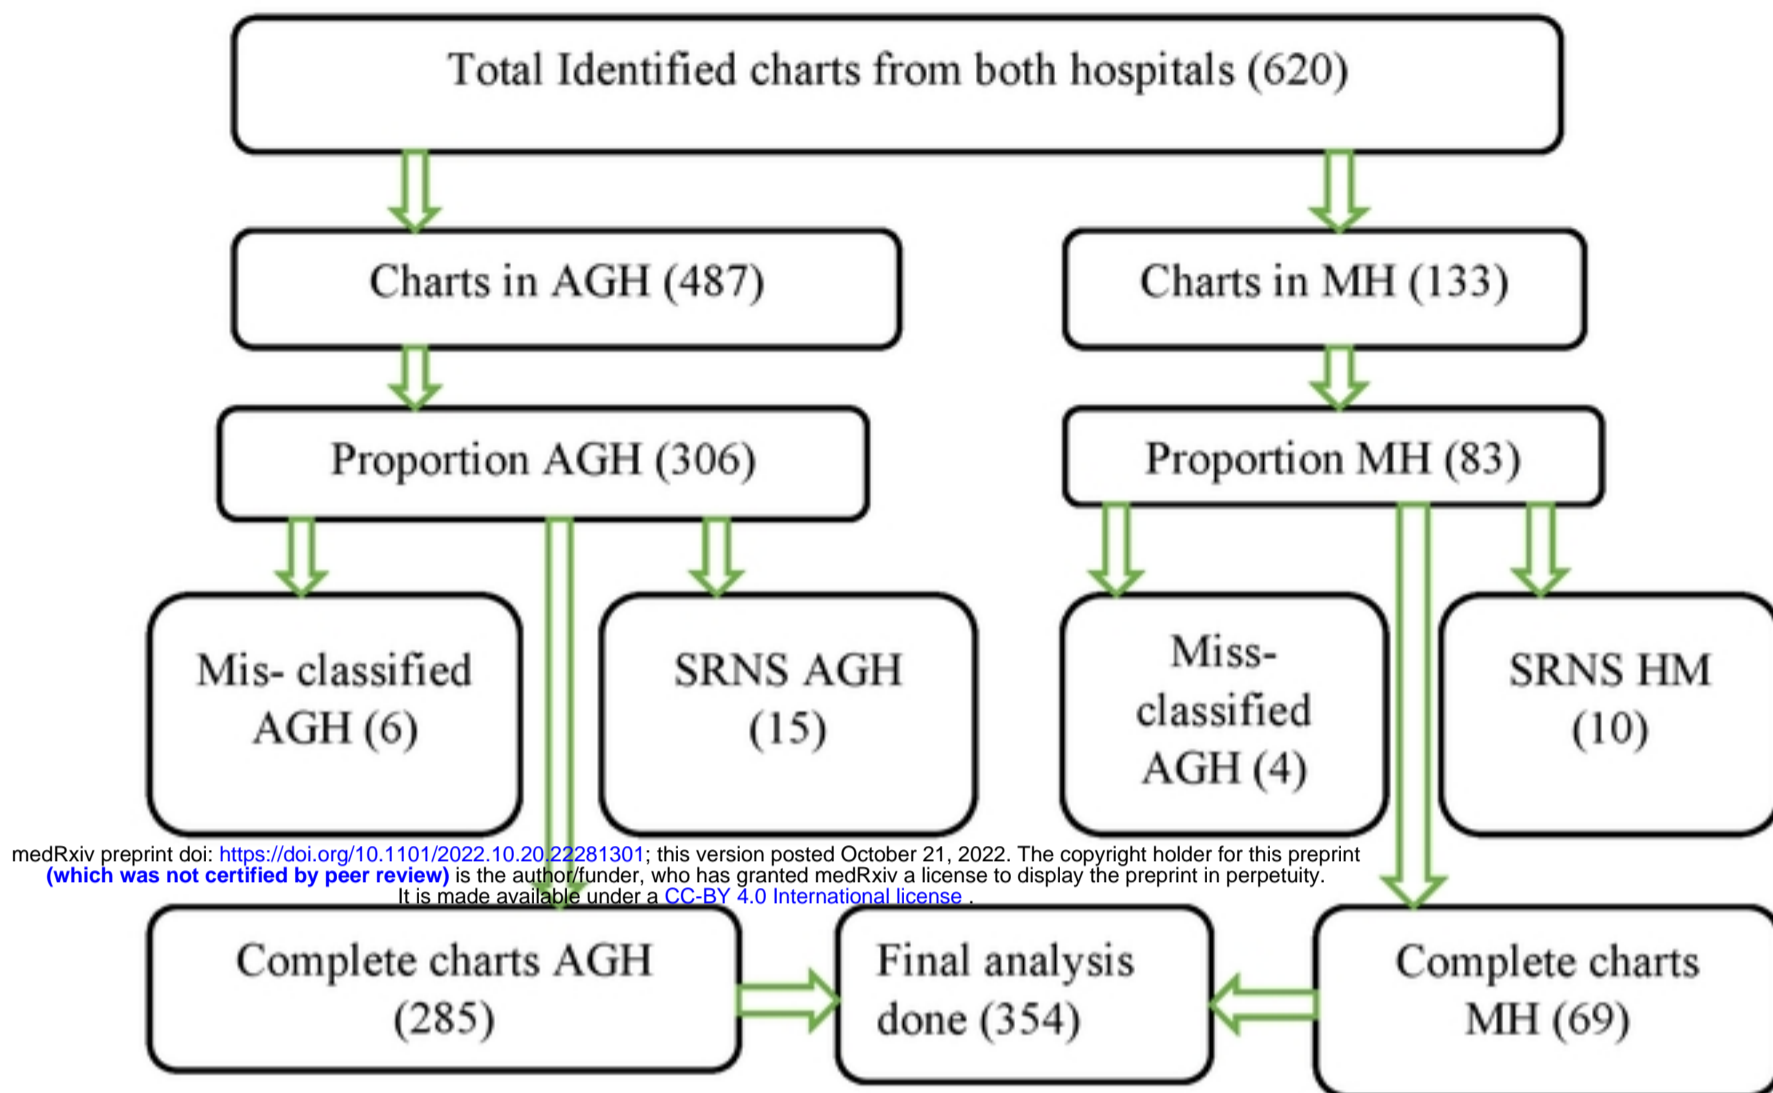 Total Identified charts from both hospitals (620)
Charts in AGH (487)
Charts in MH (133)
Proportion AGH (306)
Proportion MH (83)
Mis- classified
AGH (6)
SRNS AGH
(15)
Miss-
classified
AGH (4)
SRNS HM
(10)
medRxiv preprint doi: https://doi.org/10.1101/2022.10.20.22281301; this version posted October 21, 2022. The copyright holder for this preprint
(which was not certified by peer review) is the author/funder, who has granted medRxiv a license to display the preprint in perpetuity.
It is made available under a CC-BY 4.0 International license .
Complete charts AGH
(285)
Final analysis
done (354)
Complete charts
MH (69)